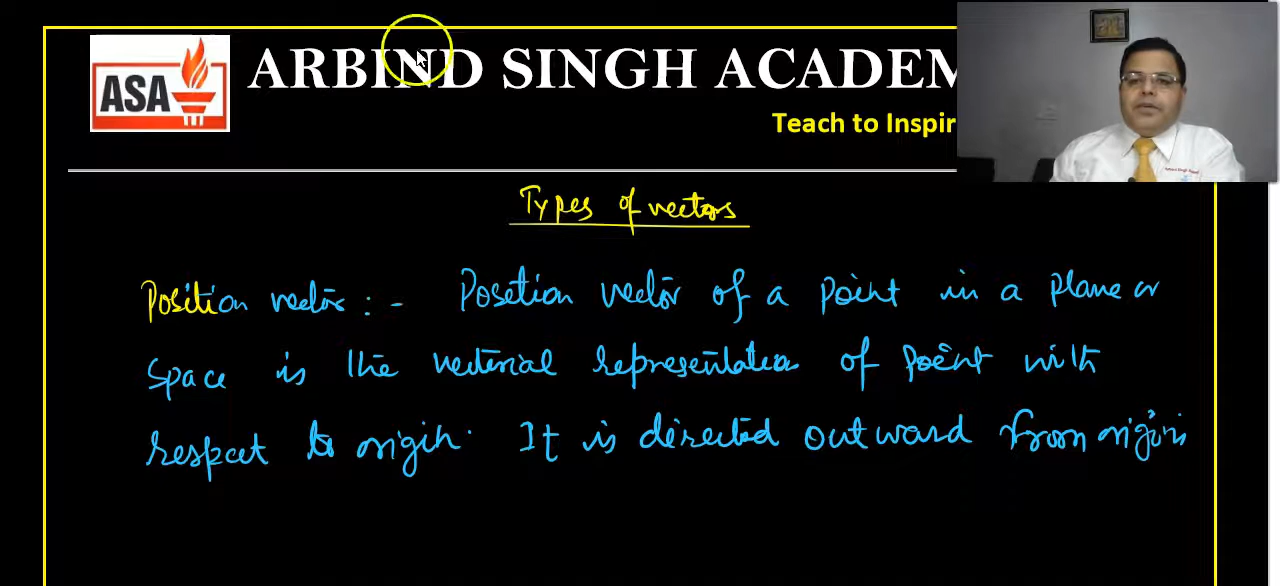 ASA
ARBIND SINGH ACADEM
Teach to Inspir
Types of vectors
Position vector :- Position vector of a point in a plane or
space is the vectorial representation of point with
respect to origin. It is directed outward from origin